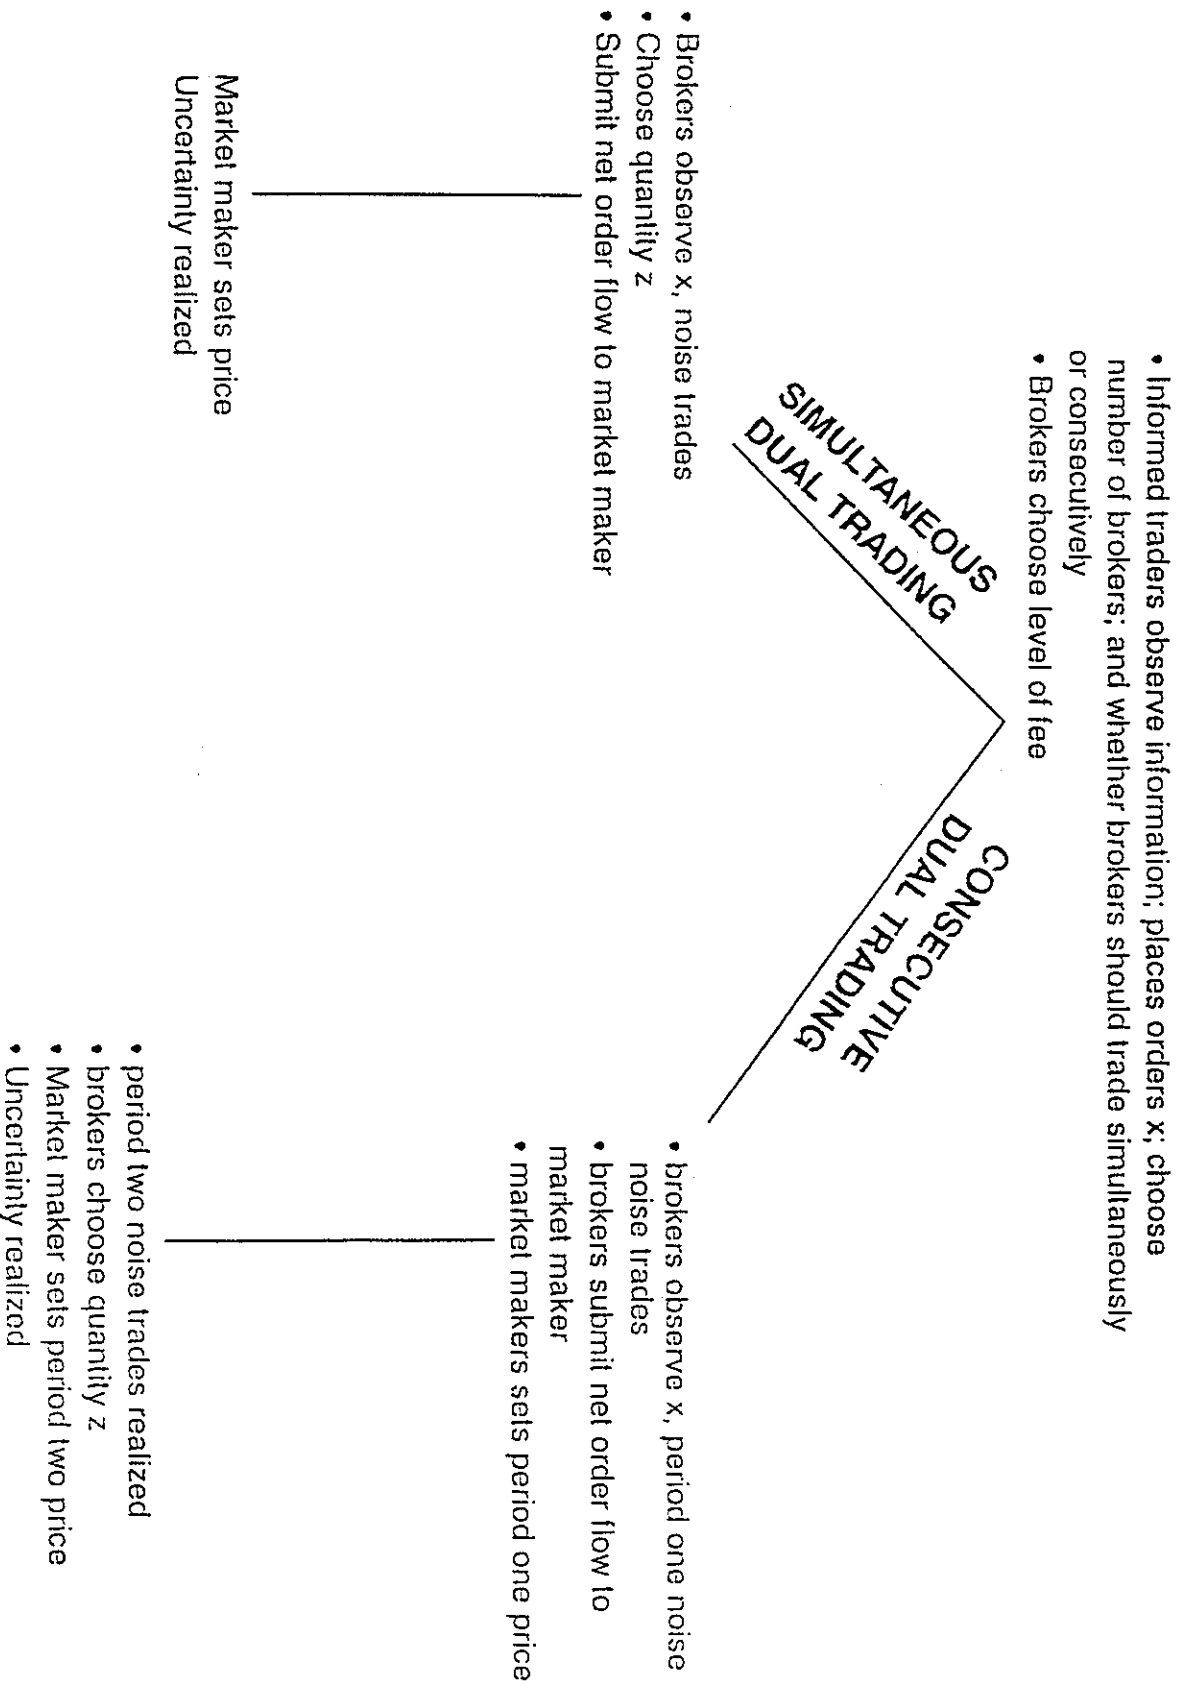 • Informed traders observe information; places orders x; choose
number of brokers; and whether brokers should trade simultaneously
or consecutively
• Brokers choose level of fee
SIMULTANEOUS
DUAL TRADING
CONSECUTIVE
DUAL TRADING
• Brokers observe x, noise trades
• Choose quantity z
• Submit net order flow to market maker
Market maker sets price
Uncertainty realized
• brokers observe x, period one noise
noise trades
• brokers submit net order flow to
market maker
• market makers sets period one price
• period two noise trades realized
• brokers choose quantity z
• Market maker sets period two price
• Uncertainty realized